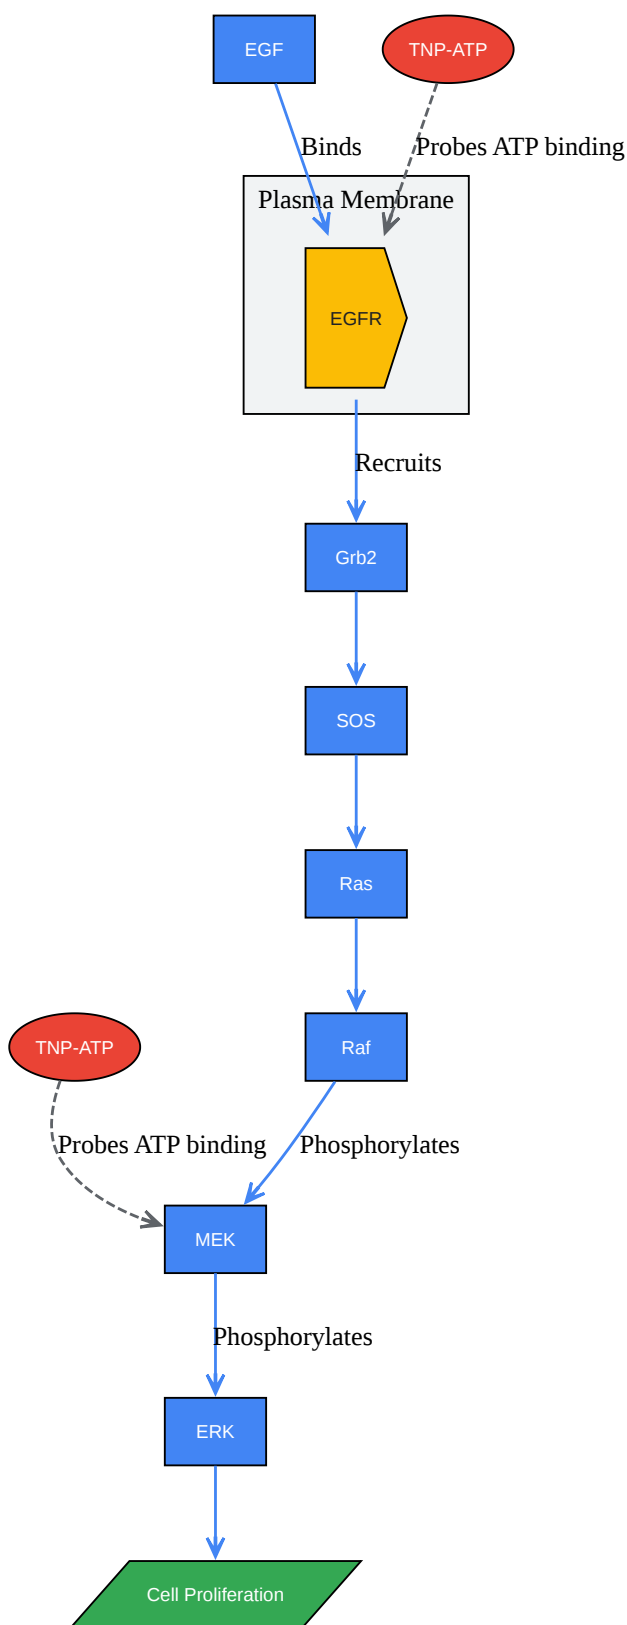 EGF
TNP-ATP
Binds
Probes ATP binding
Plasma Membrane
EGFR
Recruits
Grb2
SOS
Ras
Raf
TNP-ATP
Probes ATP binding
Phosphorylates
MEK
Phosphorylates
ERK
Cell Proliferation